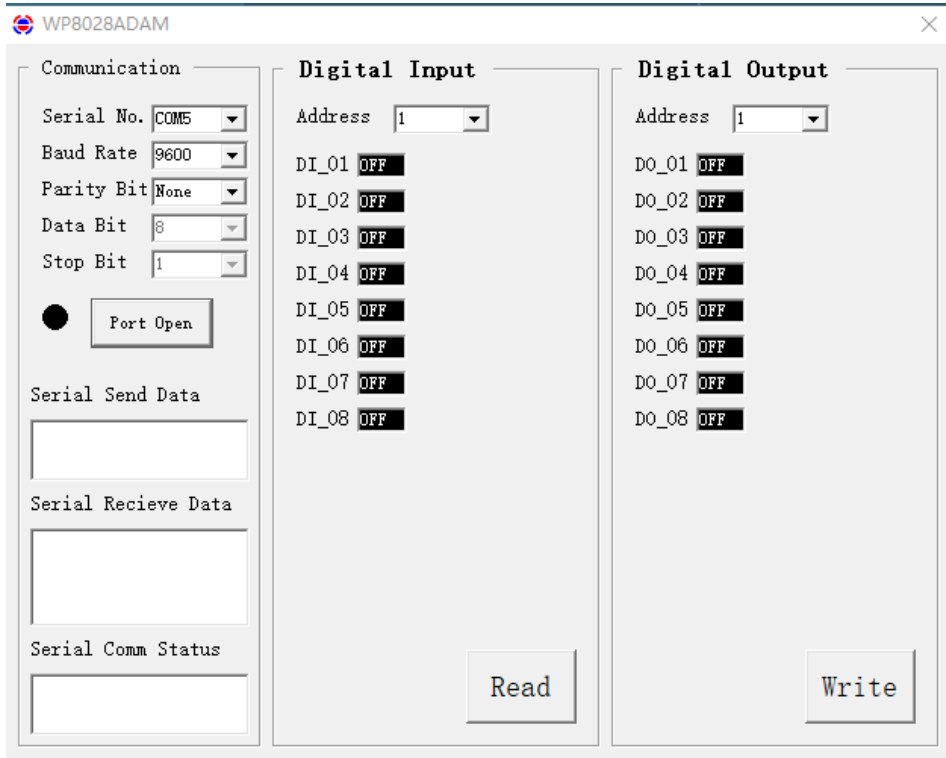 WP8028ADAM
Communication
Serial No. COM5
Baud Rate 9600
Parity Bit None
Data Bit 8
Stop Bit 1
Port Open
Serial Send Data
Serial Recieve Data
Serial Comm Status
Digital Input
Address 1
DI_01 OFF
DI_02 OFF
DI_03 OFF
DI_04 OFF
DI_05 OFF
DI_06 OFF
DI_07 OFF
DI_08 OFF
Read
Digital Output
Address 1
DO_01 OFF
DO_02 OFF
DO_03 OFF
DO_04 OFF
DO_05 OFF
DO_06 OFF
DO_07 OFF
DO_08 OFF
Write